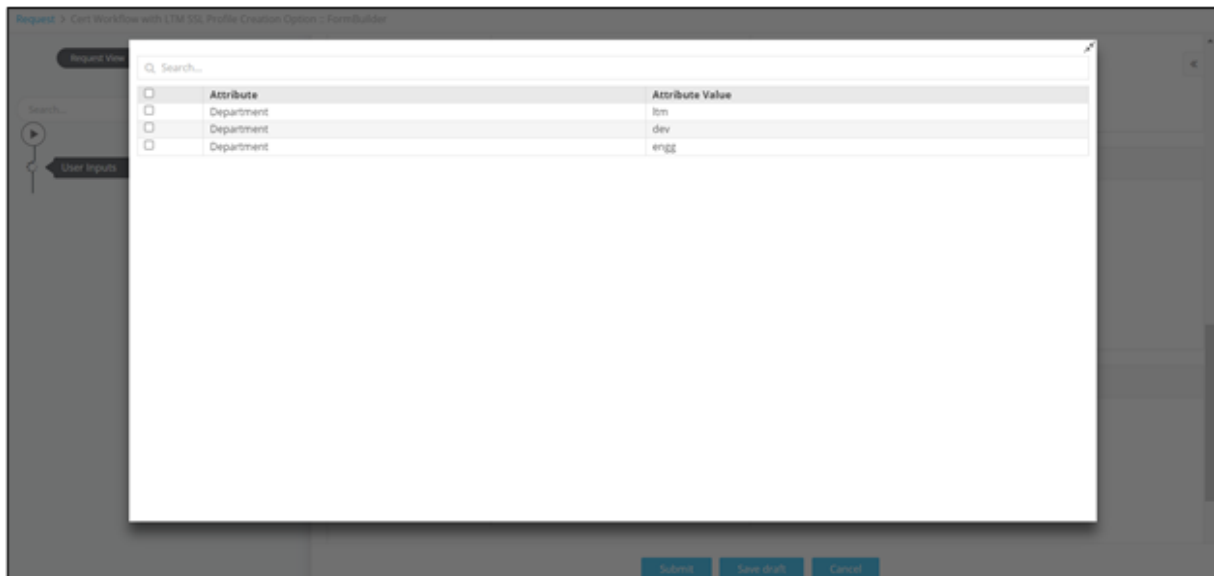 Request > Cert Workflow with LTM SSL Profile Creation Option :: FormBuilder
Request View
Search...
Search...
Attribute Attribute Value
Department ltm
Department dev
Department engg
User Inputs
Submit Save draft Cancel